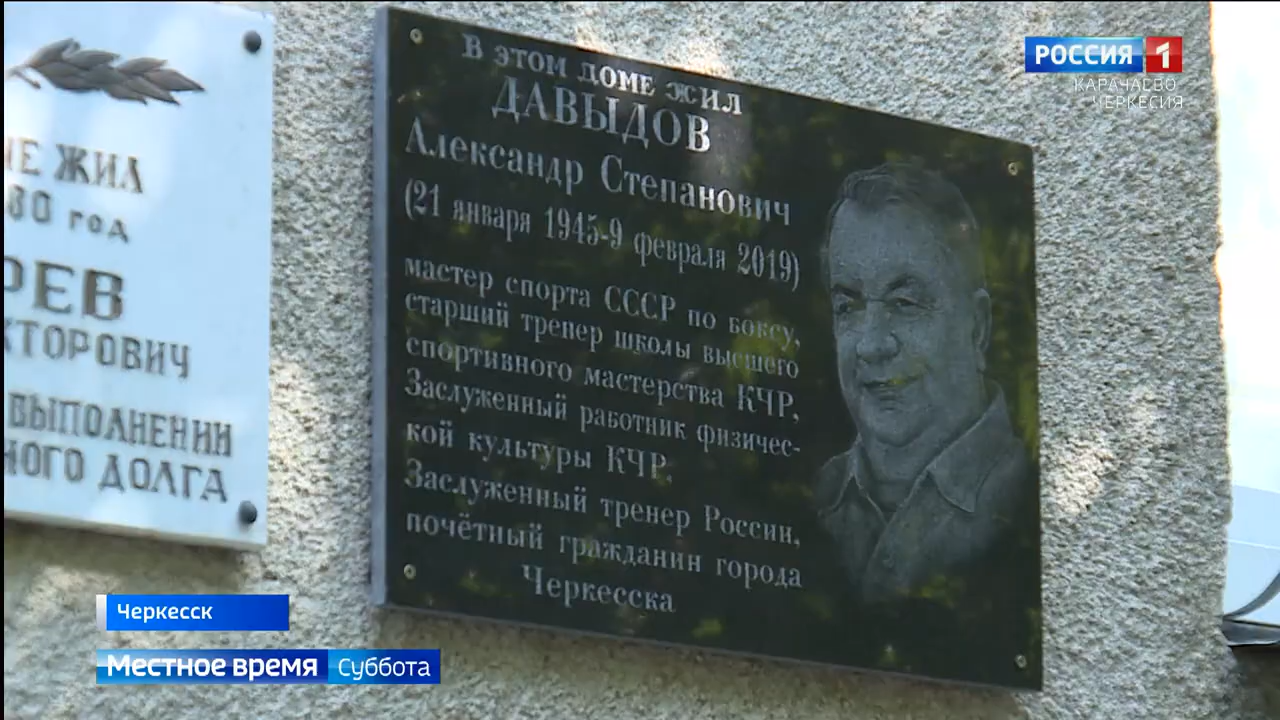 РОССИЯ 1
КАРАЧАЕВО
ЧЕРКЕСИЯ
ЖИЛ
80 год
РЕВ
КТОРОВИЧ
ВЫПОЛНЕНИИ
НОГО ДОЛГА
В ЭТОМ ДОМЕ ЖИЛ
ДАВЫДОВ
Александр Степанович
(21 января 1945-9 февраля 2019)
мастер спорта СССР по боксу,
старший тренер школы высшего
спортивного мастерства КЧР,
Заслуженный работник физичес-
кой культуры КЧР,
Заслуженный тренер России,
почётный гражданин города
Черкесска
Черкесск
Местное время Суббота